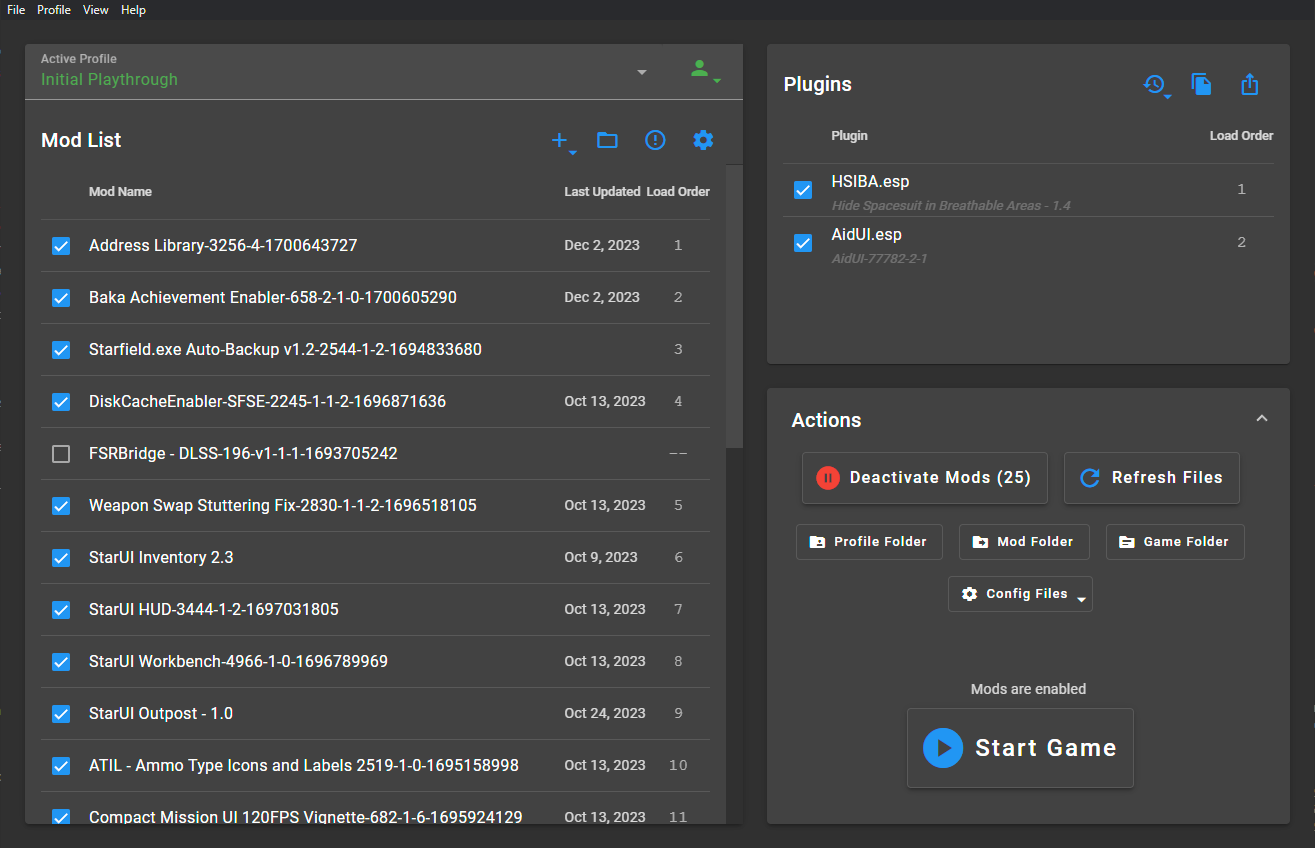 File Profile View Help
Active Profile
Initial Playthrough
Mod List
Mod Name Last Updated Load Order
Address Library-3256-4-1700643727 Dec 2, 2023 1
Baka Achievement Enabler-658-2-1-0-1700605290 Dec 2, 2023 2
Starfield.exe Auto-Backup v1.2-2544-1-2-1694833680 3
DiskCacheEnabler-SFSE-2245-1-1-2-1696871636 Oct 13, 2023 4
FSRBridge - DLSS-196-v1-1-1-1693705242 --
Weapon Swap Stuttering Fix-2830-1-1-2-1696518105 Oct 13, 2023 5
StarUI Inventory 2.3 Oct 9, 2023 6
StarUI HUD-3444-1-2-1697031805 Oct 13, 2023 7
StarUI Workbench-4966-1-0-1696789969 Oct 13, 2023 8
StarUI Outpost - 1.0 Oct 24, 2023 9
ATIL - Ammo Type Icons and Labels 2519-1-0-1695158998 Oct 13, 2023 10
Compact Mission UI 120FPS Vignette-682-1-6-1695924129 Oct 13, 2023 11
Plugins
Plugin Load Order
HSIBA.esp 1
Hide Spacesuit in Breathable Areas - 1.4
AidUI.esp 2
AidUI-77782-2-1
Actions
Deactivate Mods (25) Refresh Files
Profile Folder Mod Folder Game Folder
Config Files
Mods are enabled
Start Game